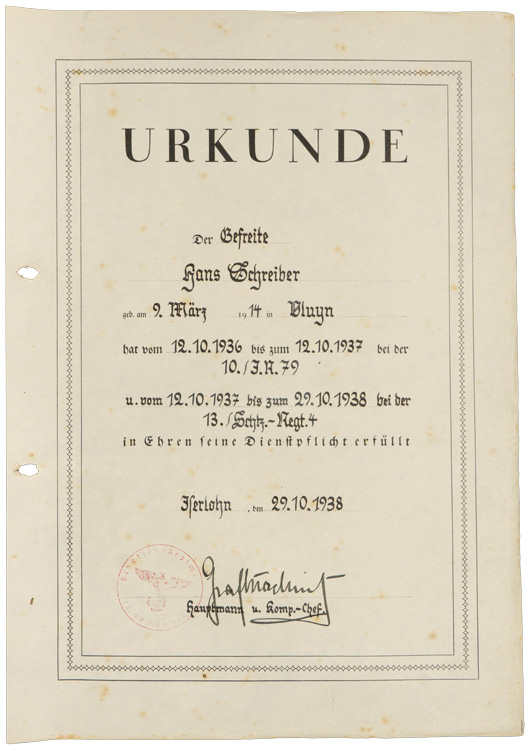 URKUNDE
Der Gefreite
Hans Schreiber
geb. am 9. März 1914 in Vluyn
hat vom 12.10.1936 bis zum 12.10.1937 bei der
10./I.R.79
u. vom 12.10.1937 bis zum 29.10.1938 bei der
13./Schtz.-Regt.4
in Ehren seine Dienstpflicht erfüllt
Iserlohn, den 29.10.1938
Hauptmann u. Komp.-Chef.